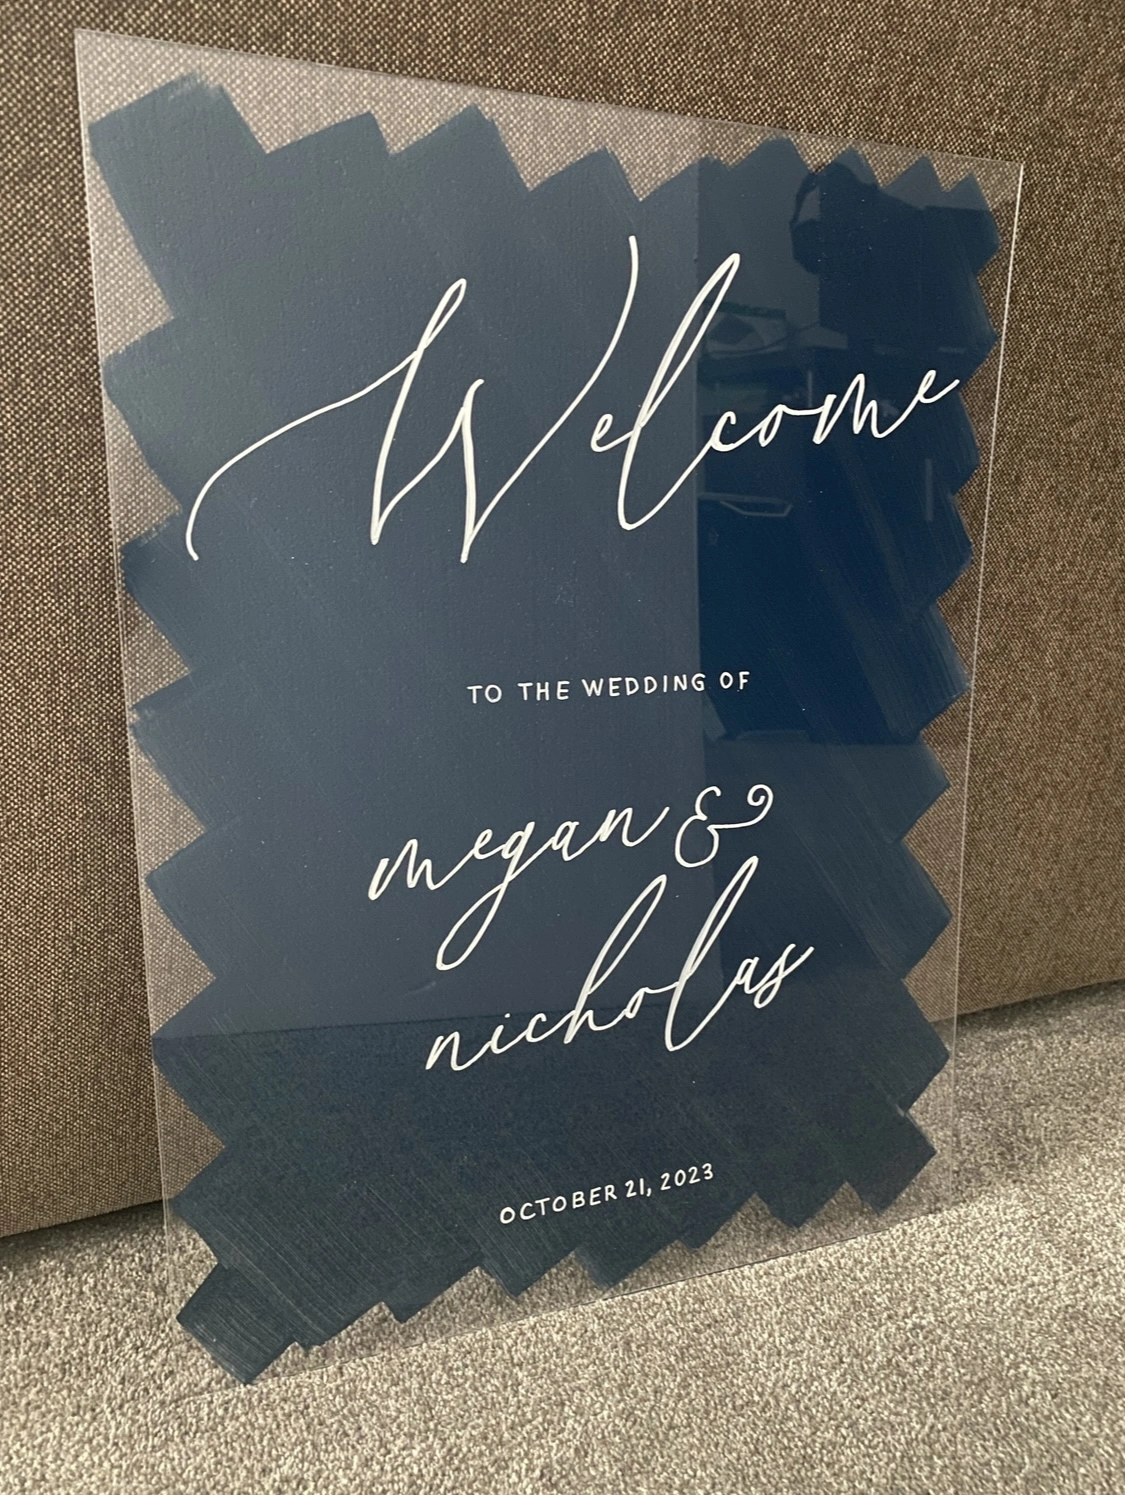 Welcome
TO THE WEDDING OF
megan &
nicholas
OCTOBER 21, 2023